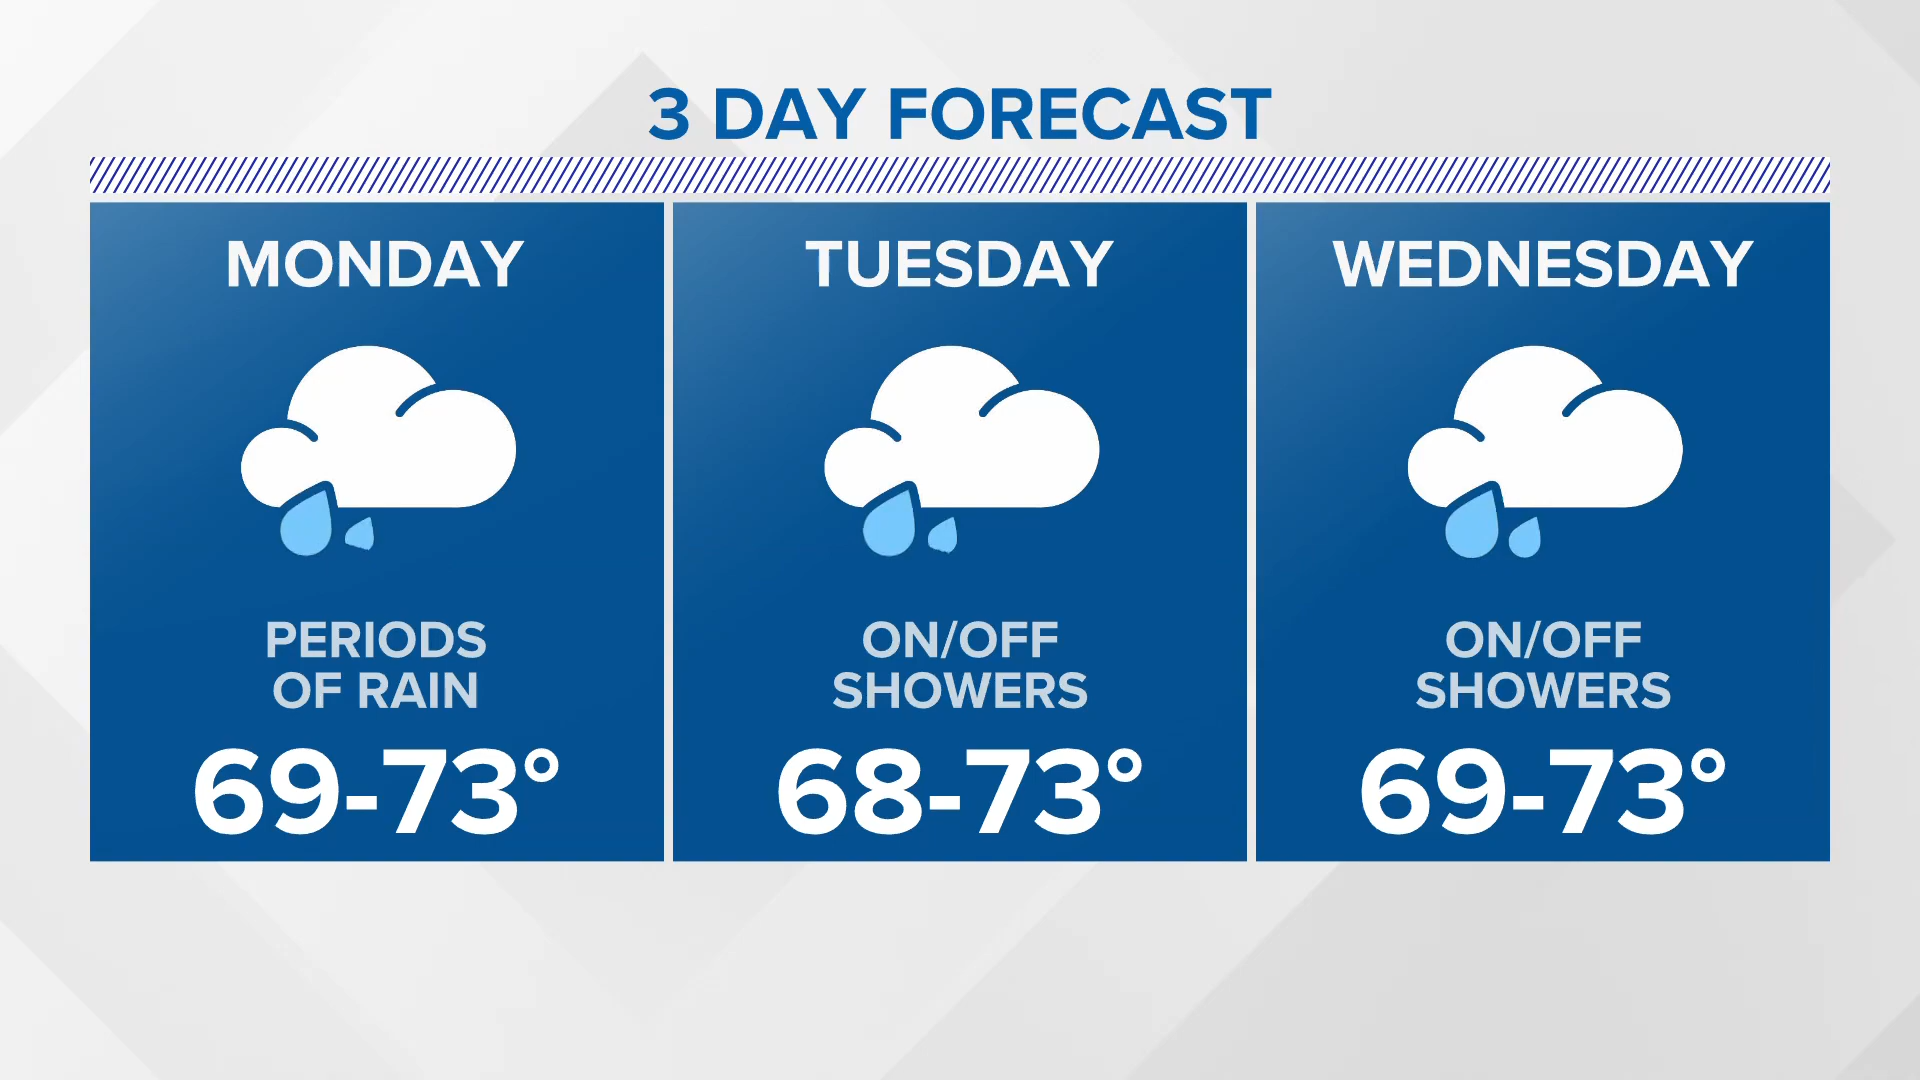 3 DAY FORECAST
MONDAY
PERIODS
OF RAIN
69-73°
TUESDAY
ON/OFF
SHOWERS
68-73°
WEDNESDAY
ON/OFF
SHOWERS
69-73°